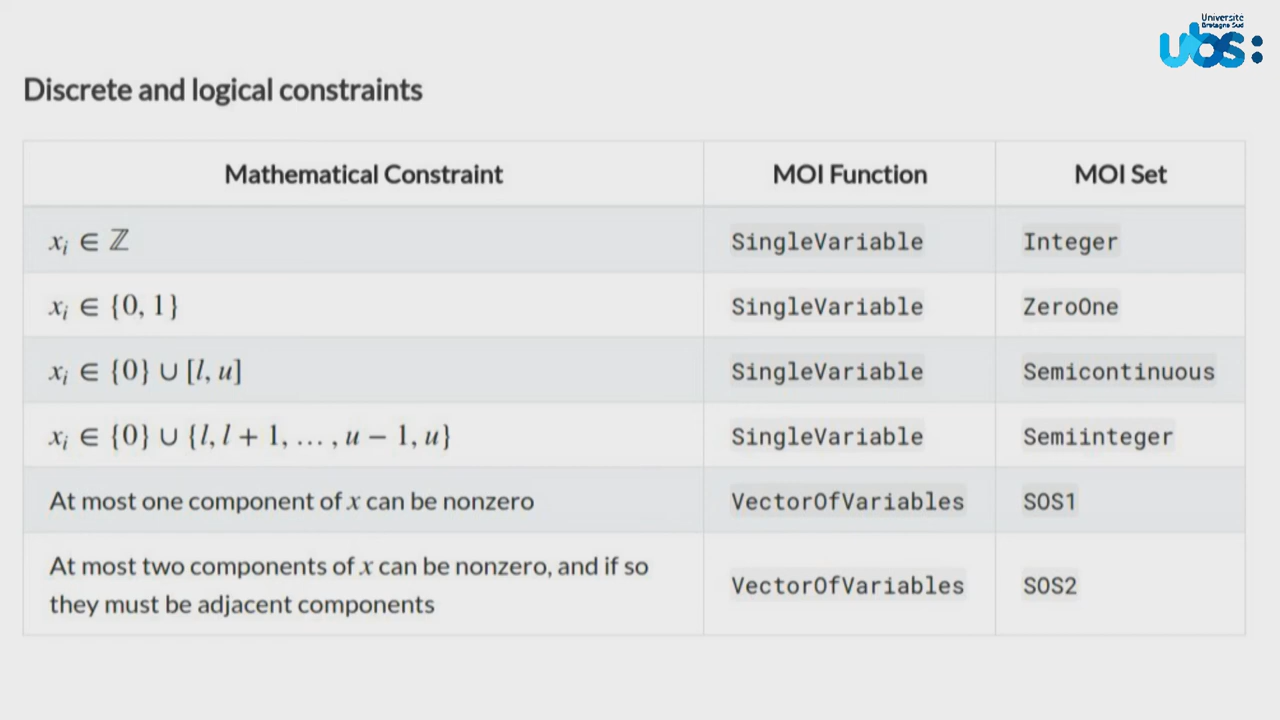 Université
Bretagne Sud
ubs:
Discrete and logical constraints
Mathematical Constraint MOI Function MOI Set
xᵢ ∈ ℤ SingleVariable Integer
xᵢ ∈ {0, 1} SingleVariable ZeroOne
xᵢ ∈ {0} ∪ [l, u] SingleVariable Semicontinuous
xᵢ ∈ {0} ∪ {l, l + 1, … , u − 1, u} SingleVariable Semiinteger
At most one component of x can be nonzero VectorOfVariables SOS1
At most two components of x can be nonzero, and if so
they must be adjacent components VectorOfVariables SOS2